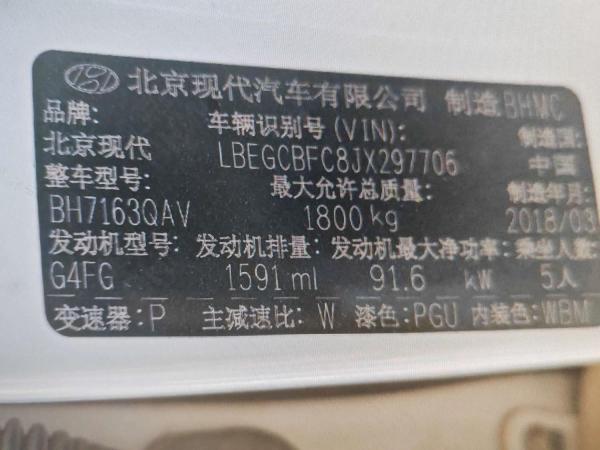 北京现代汽车有限公司 制造 BHMC
品牌: 车辆识别号(VIN): 制造国:
北京现代 LBEGCBFC8JX297706 中国
整车型号: 最大允许总质量: 制造年月:
BH7163QAV 1800kg 2018/03
发动机型号: 发动机排量: 发动机最大净功率: 乘坐人数:
G4FG 1591ml 91.6 kW 5人
变速器: P 主减速比: W 漆色: PGU 内装色: WBM